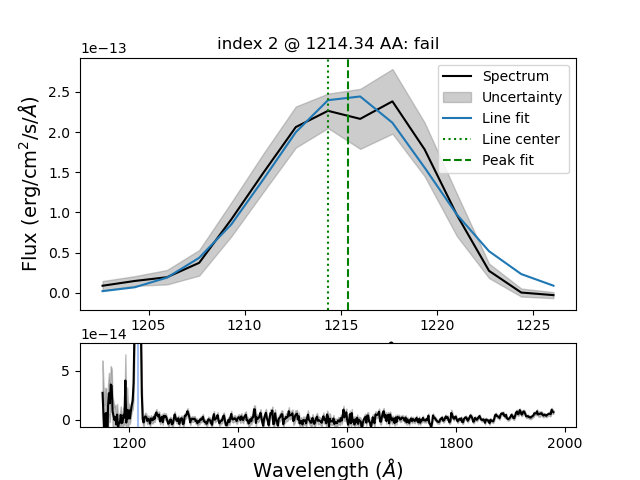 index 2 @ 1214.34 AA: fail
1e−13
Flux (erg/cm²/s/Å)
2.5
2.0
1.5
1.0
0.5
0.0
Spectrum
Uncertainty
Line fit
Line center
Peak fit
1205 1210 1215 1220 1225
1e−14
5
0
1200 1400 1600 1800 2000
Wavelength (Å)